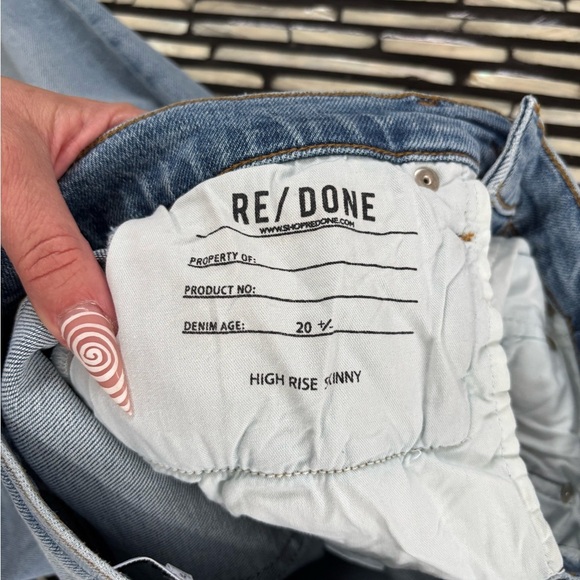 RE/DONE
WWW.SHOPREDONE.COM
PROPERTY OF:
PRODUCT NO:
DENIM AGE: 20 +/-
HIGH RISE SKINNY